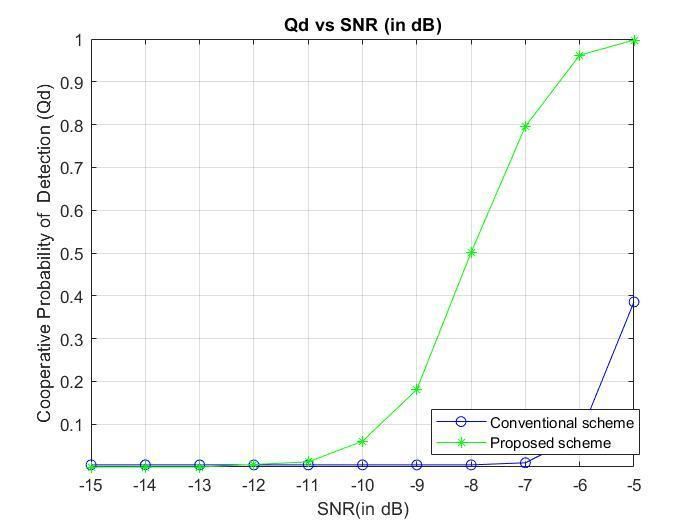 Qd vs SNR (in dB)
Cooperative Probability of Detection (Qd)
1
0.9
0.8
0.7
0.6
0.5
0.4
0.3
0.2
0.1
Conventional scheme
Proposed scheme
-15 -14 -13 -12 -11 -10 -9 -8 -7 -6 -5
SNR(in dB)